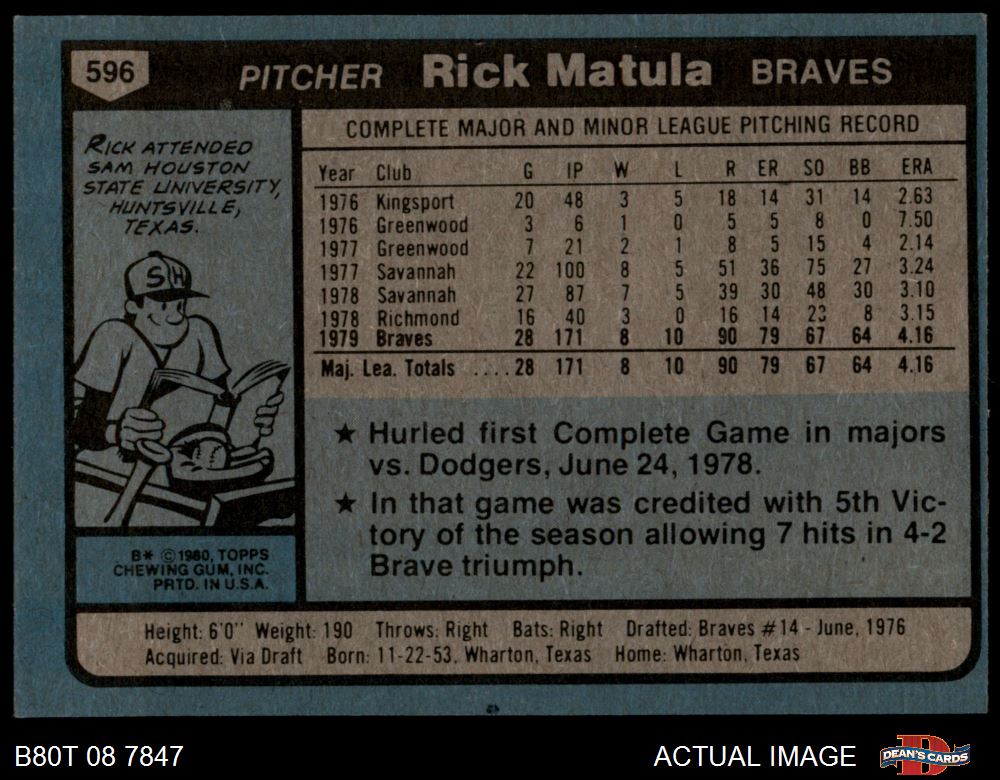 596 PITCHER Rick Matula BRAVES
RICK ATTENDED
SAM HOUSTON
STATE UNIVERSITY,
HUNTSVILLE,
TEXAS.
SH
COMPLETE MAJOR AND MINOR LEAGUE PITCHING RECORD
Year Club G IP W L R ER SO BB ERA
1976 Kingsport 20 48 3 5 18 14 31 14 2.63
1976 Greenwood 3 6 1 0 5 5 8 0 7.50
1977 Greenwood 7 21 2 1 8 5 15 4 2.14
1977 Savannah 22 100 8 5 51 36 75 27 3.24
1978 Savannah 27 87 7 5 39 30 48 30 3.10
1978 Richmond 16 40 3 0 16 14 23 8 3.15
1979 Braves 28 171 8 10 90 79 67 64 4.16
Maj. Lea. Totals ....28 171 8 10 90 79 67 64 4.16
★ Hurled first Complete Game in majors
vs. Dodgers, June 24, 1978.
★ In that game was credited with 5th Vic-
tory of the season allowing 7 hits in 4-2
Brave triumph.
B* ©1980, TOPPS
CHEWING GUM, INC.
PRTD. IN U.S.A.
Height: 6'0" Weight: 190 Throws: Right Bats: Right Drafted: Braves #14 - June, 1976
Acquired: Via Draft Born: 11-22-53, Wharton, Texas Home: Wharton, Texas
B80T 08 7847 ACTUAL IMAGE DEAN'S CARDS